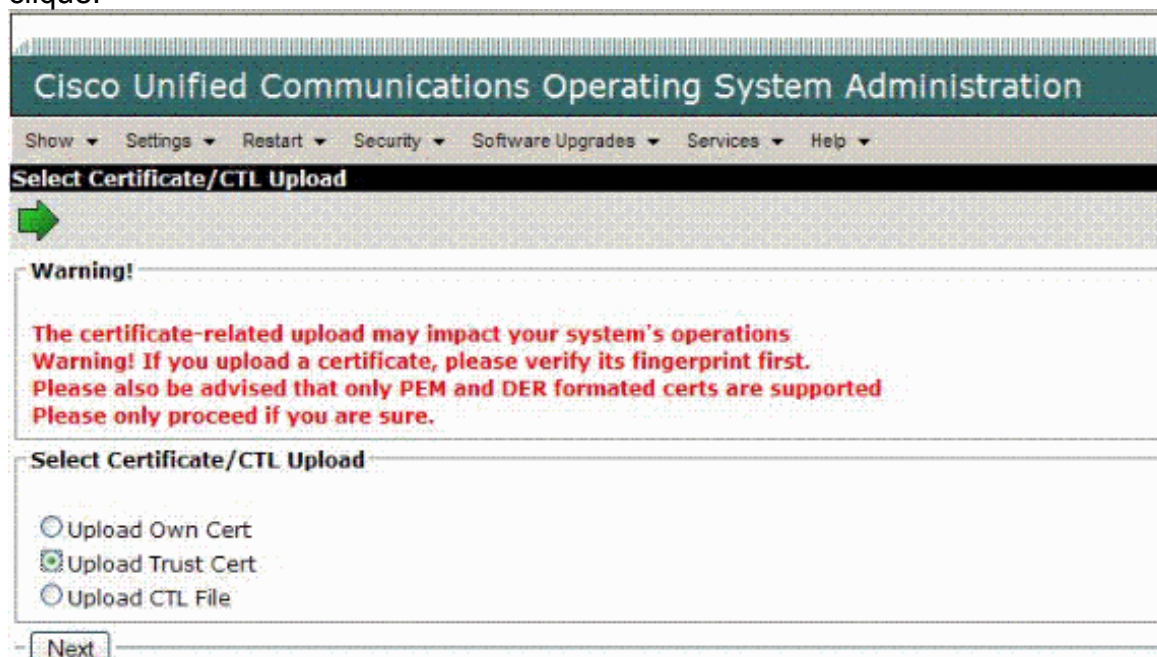 clique.
Cisco Unified Communications Operating System Administration
Show Settings Restart Security Software Upgrades Services Help
Select Certificate/CTL Upload
Warning!
The certificate-related upload may impact your system's operations
Warning! If you upload a certificate, please verify its fingerprint first.
Please also be advised that only PEM and DER formated certs are supported
Please only proceed if you are sure.
Select Certificate/CTL Upload
Upload Own Cert
Upload Trust Cert
Upload CTL File
Next